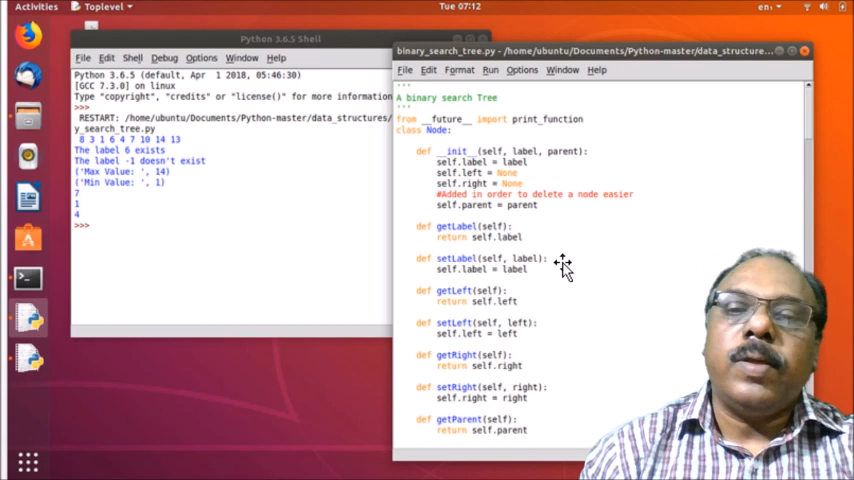 Activities
Toplevel
Tue 07:12
en₁
Python 3.6.5 Shell
File Edit Shell Debug Options Window Help
Python 3.6.5 (default, Apr 1 2018, 05:46:30)
[GCC 7.3.0] on linux
Type "copyright", "credits" or "license()" for more information
>>>
RESTART: /home/ubuntu/Documents/Python-master/data_structures/
y_search_tree.py
8 3 1 6 4 7 10 14 13
The label 6 exists
The label -1 doesn't exist
('Max Value: ', 14)
('Min Value: ', 1)
7
1
4
>>>
binary_search_tree.py - /home/ubuntu/Documents/Python-master/data_structure...
File Edit Format Run Options Window Help
'''
A binary search Tree
'''
from __future__ import print_function
class Node:
def __init__(self, label, parent):
self.label = label
self.left = None
self.right = None
#Added in order to delete a node easier
self.parent = parent
def getLabel(self):
return self.label
def setLabel(self, label):
self.label = label
def getLeft(self):
return self.left
def setLeft(self, left):
self.left = left
def getRight(self):
return self.right
def setRight(self, right):
self.right = right
def getParent(self):
return self.parent